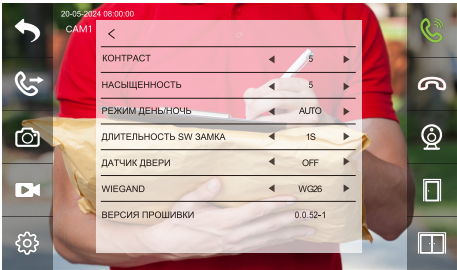 20-05-2024 08:00:00
CAM1
<
КОНТРАСТ 5
НАСЫЩЕННОСТЬ 5
РЕЖИМ ДЕНЬ/НОЧЬ AUTO
ДЛИТЕЛЬНОСТЬ SW ЗАМКА 1S
ДАТЧИК ДВЕРИ OFF
WIEGAND WG26
ВЕРСИЯ ПРОШИВКИ 0.0.52-1